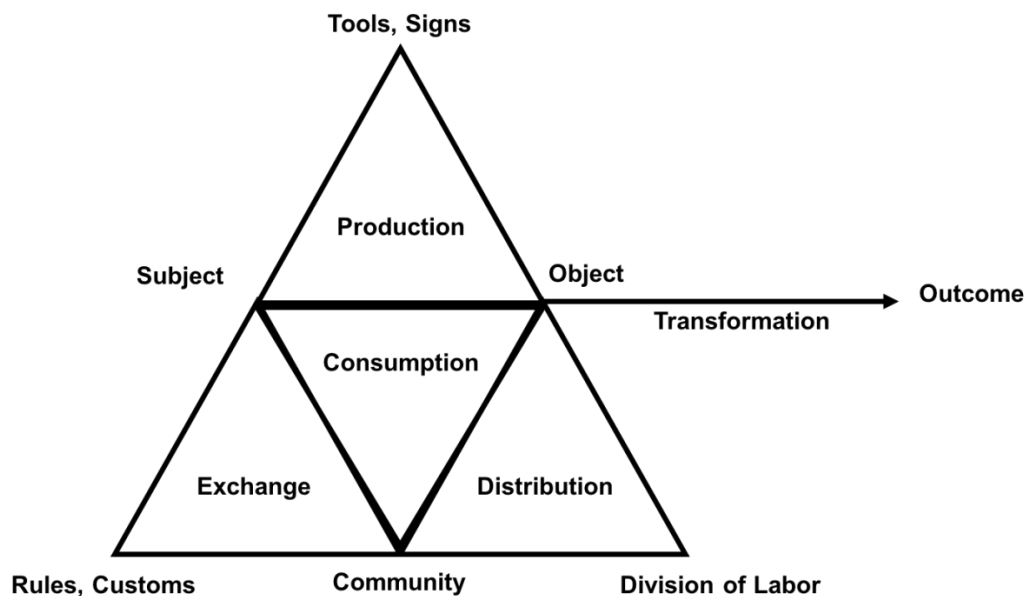 Tools, Signs
Production
Subject
Object
Outcome
Transformation
Consumption
Exchange
Distribution
Rules, Customs
Community
Division of Labor